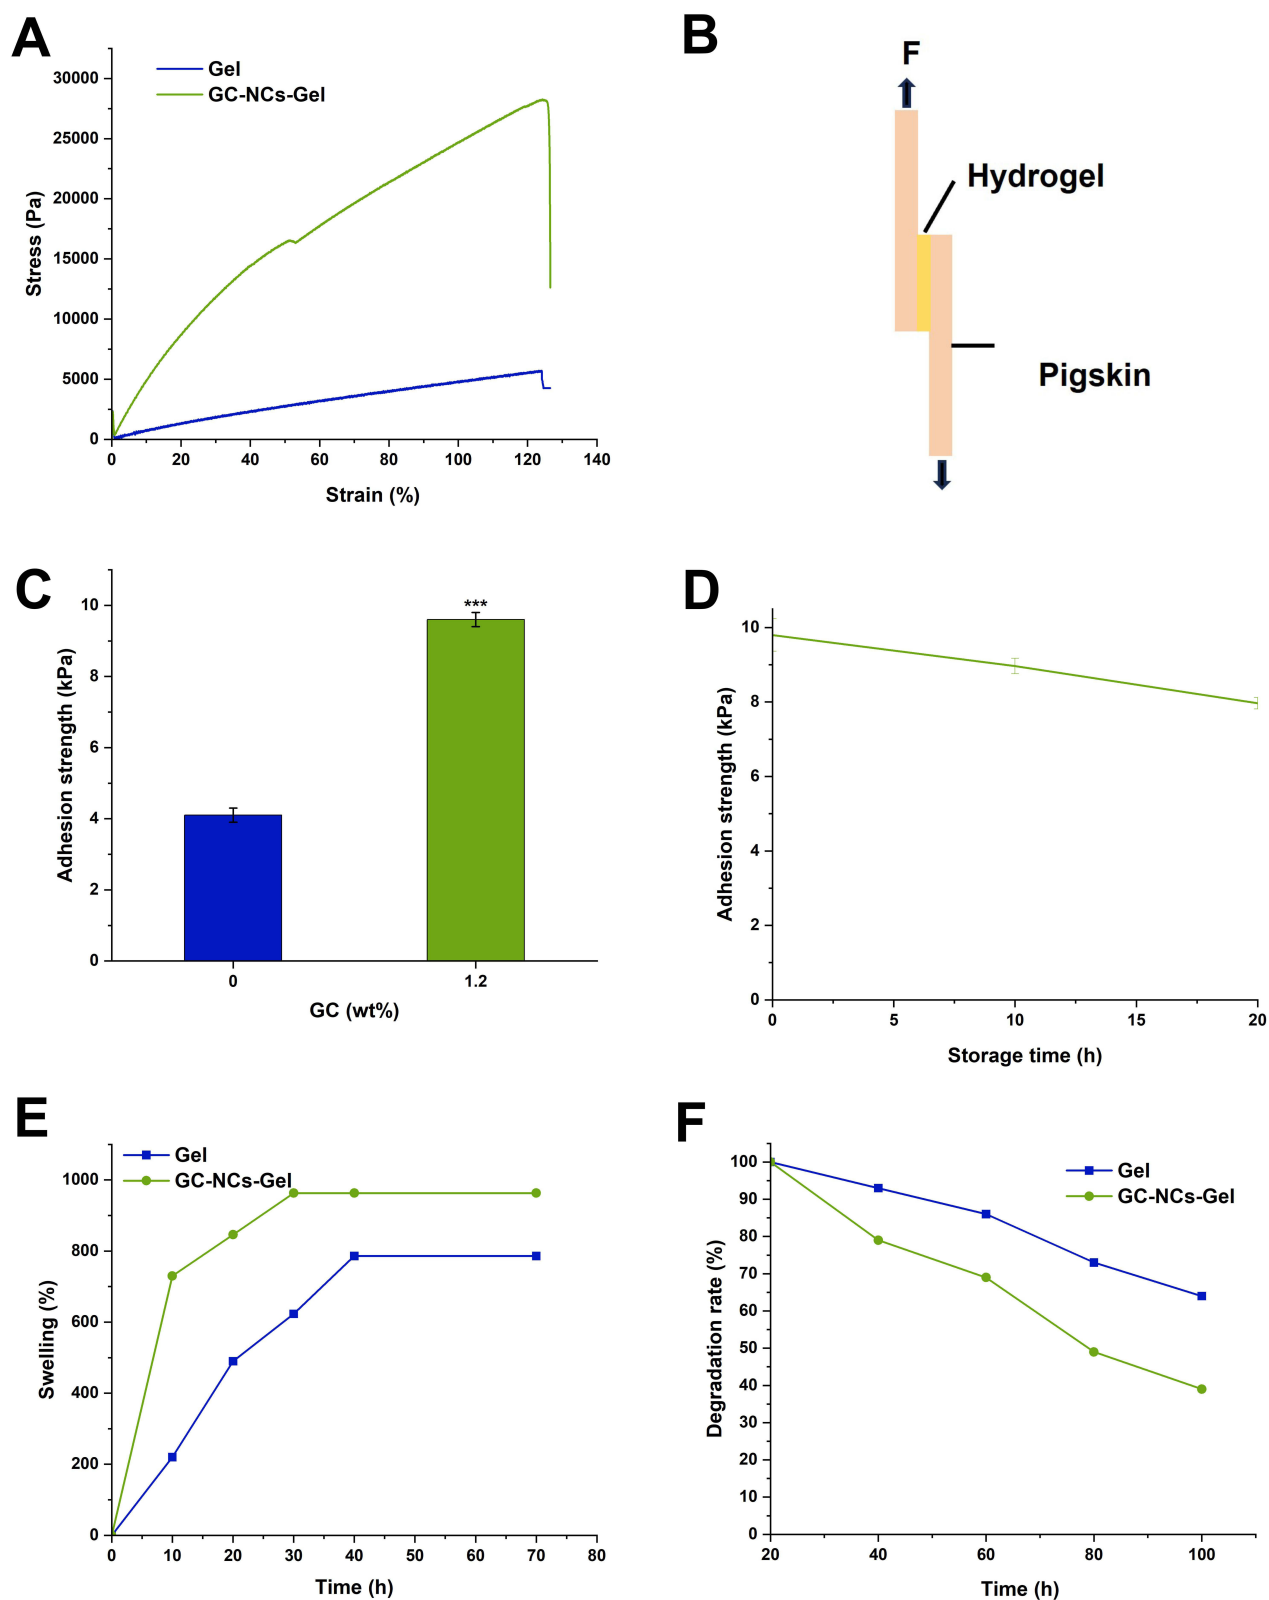 A
Gel
GC-NCs-Gel
30000
25000
20000
15000
10000
5000
0
Stress (Pa)
0 20 40 60 80 100 120 140
Strain (%)
B
F
Hydrogel
Pigskin
C
***
10
8
6
4
2
0
Adhesion strength (kPa)
0 1.2
GC (wt%)
D
10
8
6
4
2
0
Adhesion strength (kPa)
0 5 10 15 20
Storage time (h)
E
Gel
GC-NCs-Gel
1000
800
600
400
200
0
Swelling (%)
0 10 20 30 40 50 60 70 80
Time (h)
F
Gel
GC-NCs-Gel
100
90
80
70
60
50
40
30
20
10
0
Degradation rate (%)
20 40 60 80 100
Time (h)